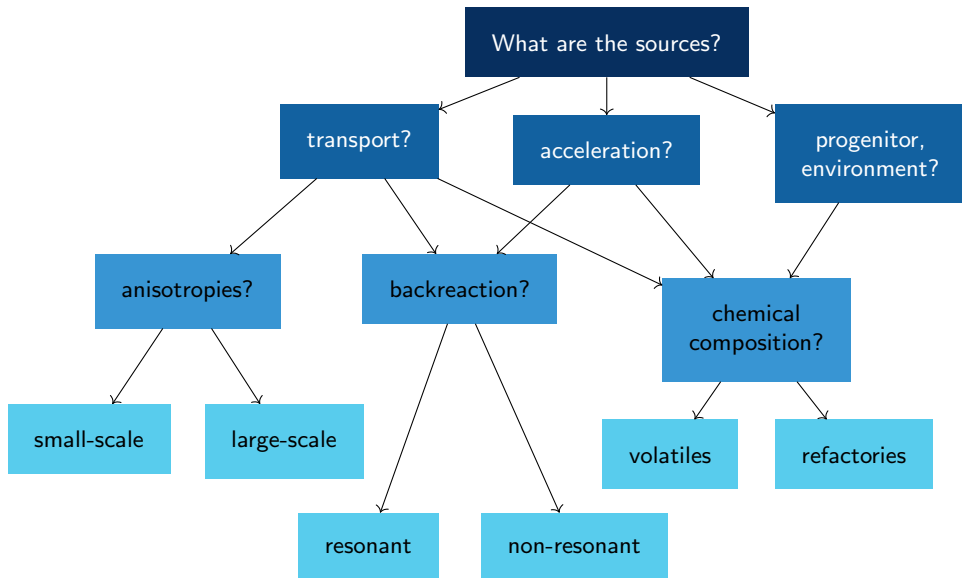 What are the sources?
transport?
acceleration?
progenitor,
environment?
anisotropies?
backreaction?
chemical
composition?
small-scale
large-scale
volatiles
refactories
resonant
non-resonant